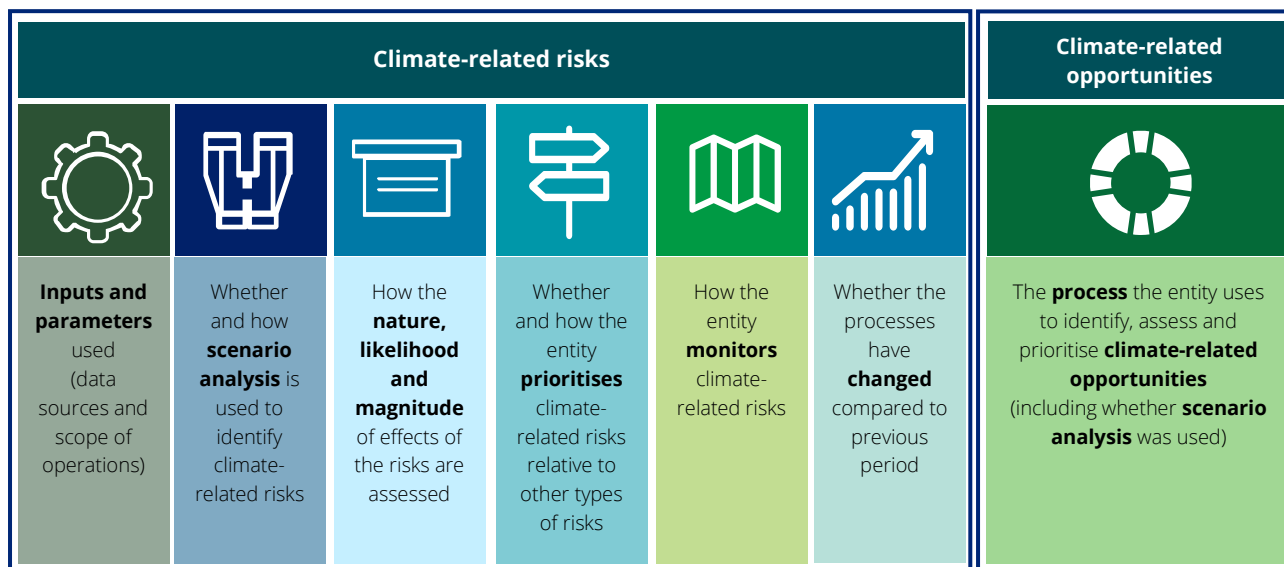 Climate-related risks
Inputs and
parameters
used
(data
sources and
scope of
operations)
Whether
and how
scenario
analysis is
used to
identify
climate-
related risks
How the
nature,
likelihood
and
magnitude
of effects of
the risks are
assessed
Whether
and how the
entity
prioritises
climate-
related risks
relative to
other types
of risks
How the
entity
monitors
climate-
related risks
Whether the
processes
have
changed
compared to
previous
period
Climate-related
opportunities
The process the entity uses
to identify, assess and
prioritise climate-related
opportunities
(including whether scenario
analysis was used)